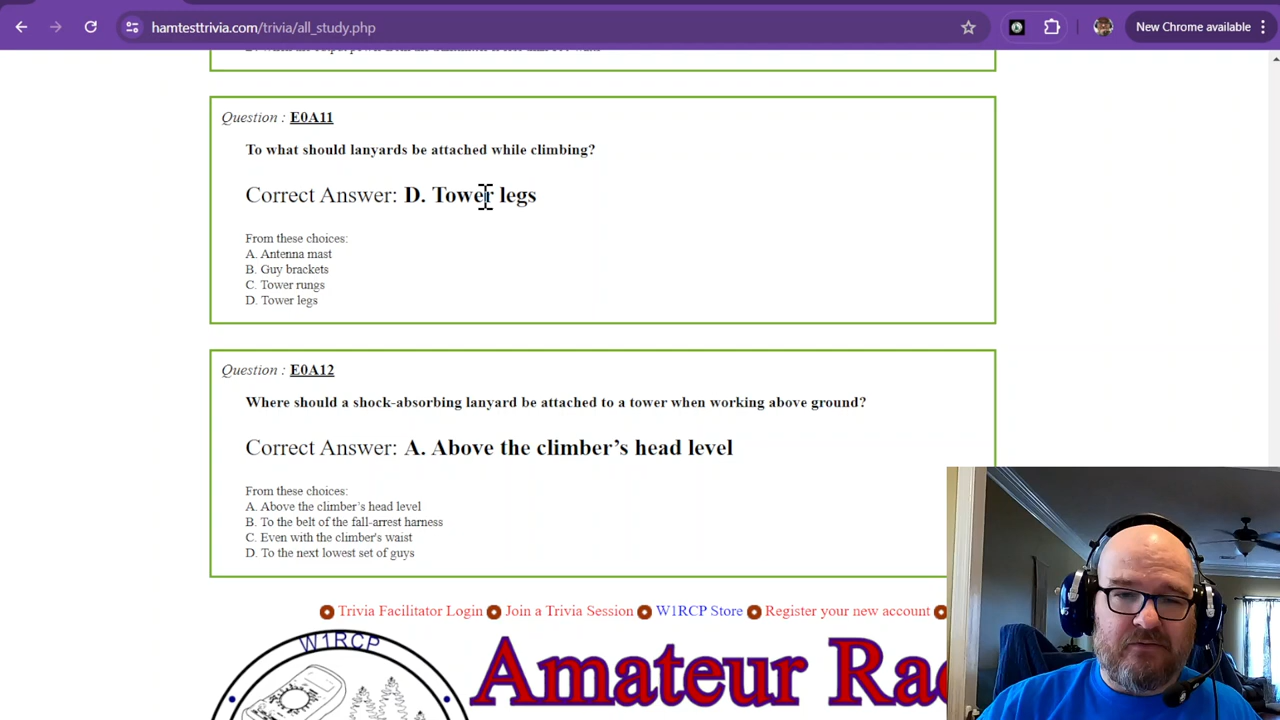 hamtesttrivia.com/trivia/all_study.php
New Chrome available
Question : E0A11
To what should lanyards be attached while climbing?
Correct Answer: D. Tower legs
From these choices:
A. Antenna mast
B. Guy brackets
C. Tower rungs
D. Tower legs
Question : E0A12
Where should a shock-absorbing lanyard be attached to a tower when working above ground?
Correct Answer: A. Above the climber’s head level
From these choices:
A. Above the climber’s head level
B. To the belt of the fall-arrest harness
C. Even with the climber's waist
D. To the next lowest set of guys
Trivia Facilitator Login Join a Trivia Session W1RCP Store Register your new account
W1RCP
Amateur